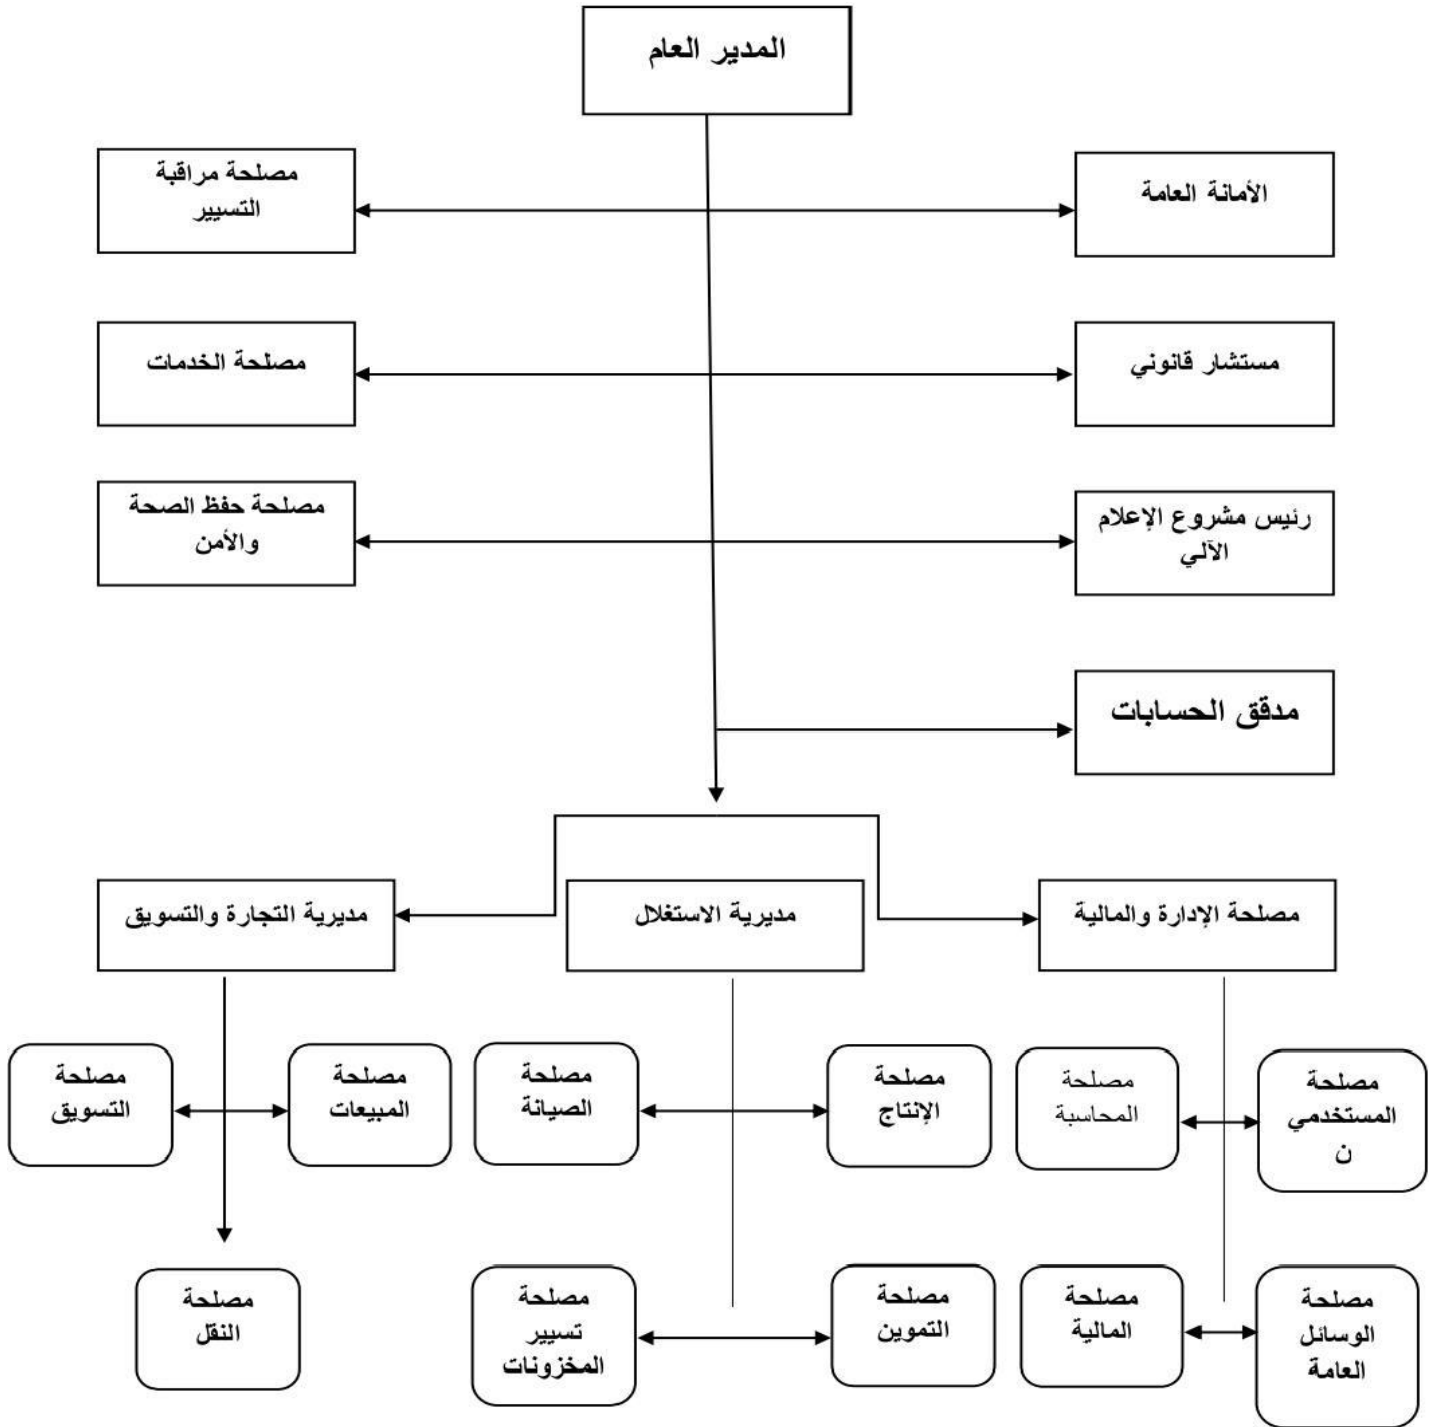 المدير العام
الأمانة العامة
مصلحة مراقبة
التسيير
مستشار قانوني
مصلحة الخدمات
رئيس مشروع الإعلام
الآلي
مصلحة حفظ الصحة
والأمن
مدقق الحسابات
مصلحة الإدارة والمالية
مديرية الاستغلال
مديرية التجارة والتسويق
مصلحة
المستخدمي
ن
مصلحة
المحاسبة
مصلحة
الإنتاج
مصلحة
الصيانة
مصلحة
المبيعات
مصلحة
التسويق
مصلحة
الوسائل
العامة
مصلحة
المالية
مصلحة
التموين
مصلحة
تسيير
المخزونات
مصلحة
النقل